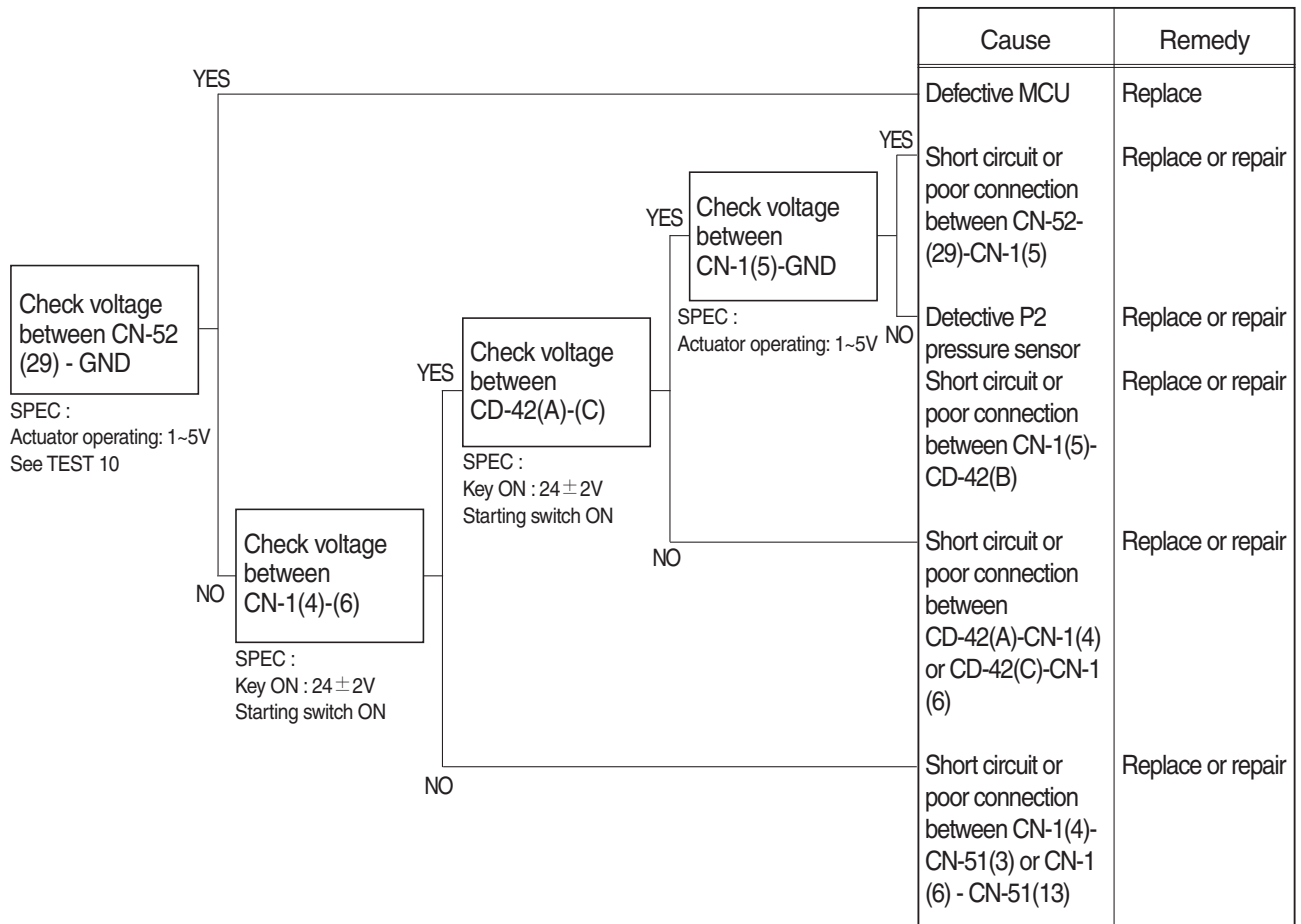 Cause
Remedy
YES
Defective MCU
Replace
YES
Short circuit or
poor connection
between CN-52-
(29)-CN-1(5)
Replace or repair
YES
Check voltage
between
CN-1(5)-GND
SPEC :
Actuator operating: 1~5V
NO
Detective P2
pressure sensor
Replace or repair
Short circuit or
poor connection
between CN-1(5)-
CD-42(B)
Replace or repair
Check voltage
between CN-52
(29) - GND
SPEC :
Actuator operating: 1~5V
See TEST 10
YES
Check voltage
between
CD-42(A)-(C)
SPEC :
Key ON : 24±2V
Starting switch ON
NO
Short circuit or
poor connection
between
CD-42(A)-CN-1(4)
or CD-42(C)-CN-1
(6)
Replace or repair
NO
Check voltage
between
CN-1(4)-(6)
SPEC :
Key ON : 24±2V
Starting switch ON
NO
Short circuit or
poor connection
between CN-1(4)-
CN-51(3) or CN-1
(6) - CN-51(13)
Replace or repair